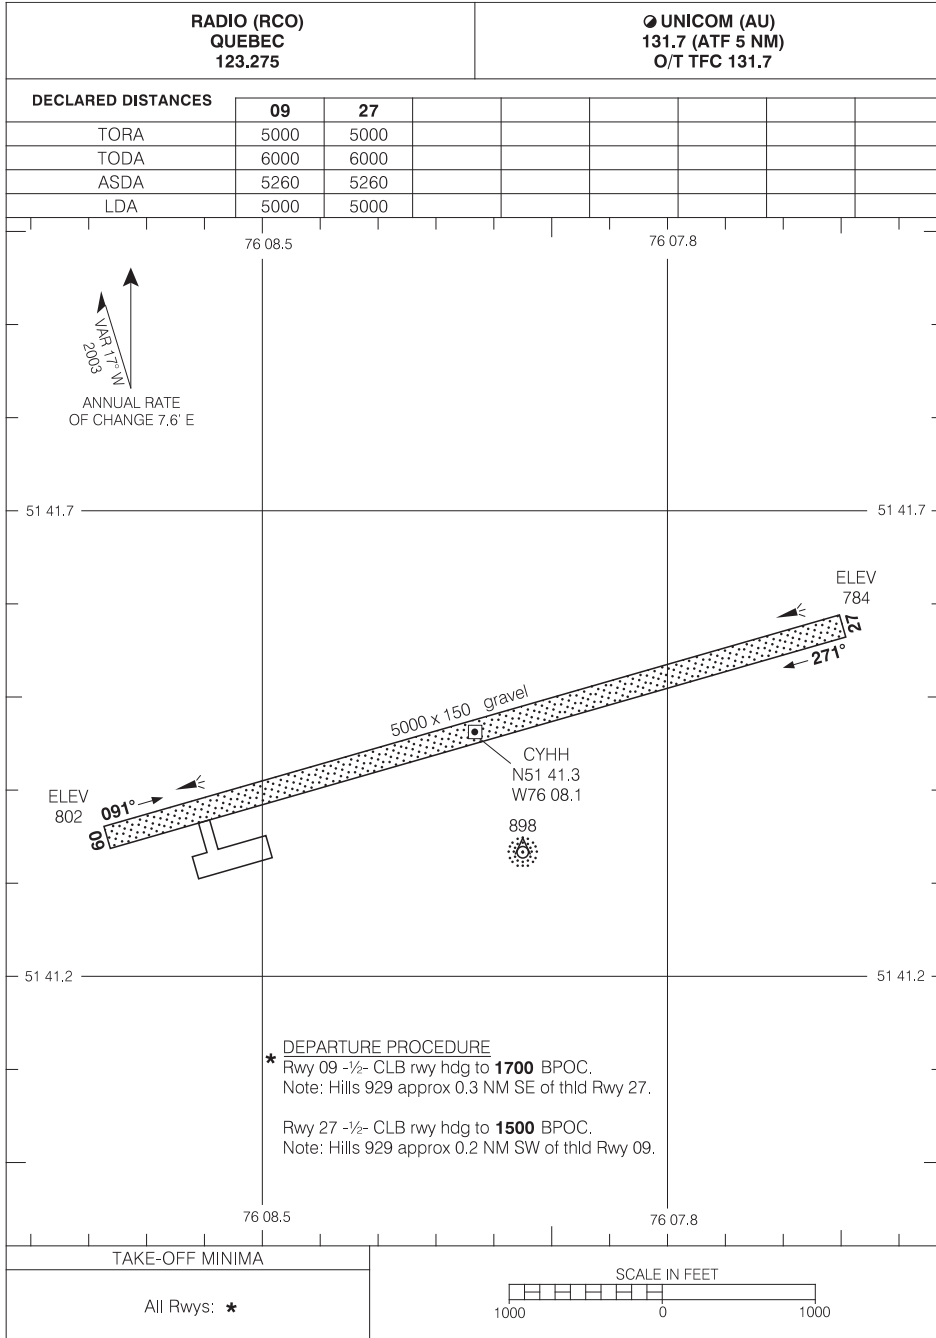 RADIO (RCO)
QUEBEC
123.275
UNICOM (AU)
131.7 (ATF 5 NM)
O/T TFC 131.7
DECLARED DISTANCES
09 27
TORA 5000 5000
TODA 6000 6000
ASDA 5260 5260
LDA 5000 5000
76 08.5 76 07.8
VAR 17° W
2003
ANNUAL RATE
OF CHANGE 7.6' E
51 41.7 51 41.7
ELEV
784
27
271°
5000 x 150 gravel
CYHH
N51 41.3
W76 08.1
ELEV
802
091°
09
898
51 41.2 51 41.2
* DEPARTURE PROCEDURE
Rwy 09 -½- CLB rwy hdg to 1700 BPOC.
Note: Hills 929 approx 0.3 NM SE of thld Rwy 27.
Rwy 27 -½- CLB rwy hdg to 1500 BPOC.
Note: Hills 929 approx 0.2 NM SW of thld Rwy 09.
76 08.5 76 07.8
TAKE-OFF MINIMA
All Rwys: *
SCALE IN FEET
1000 0 1000